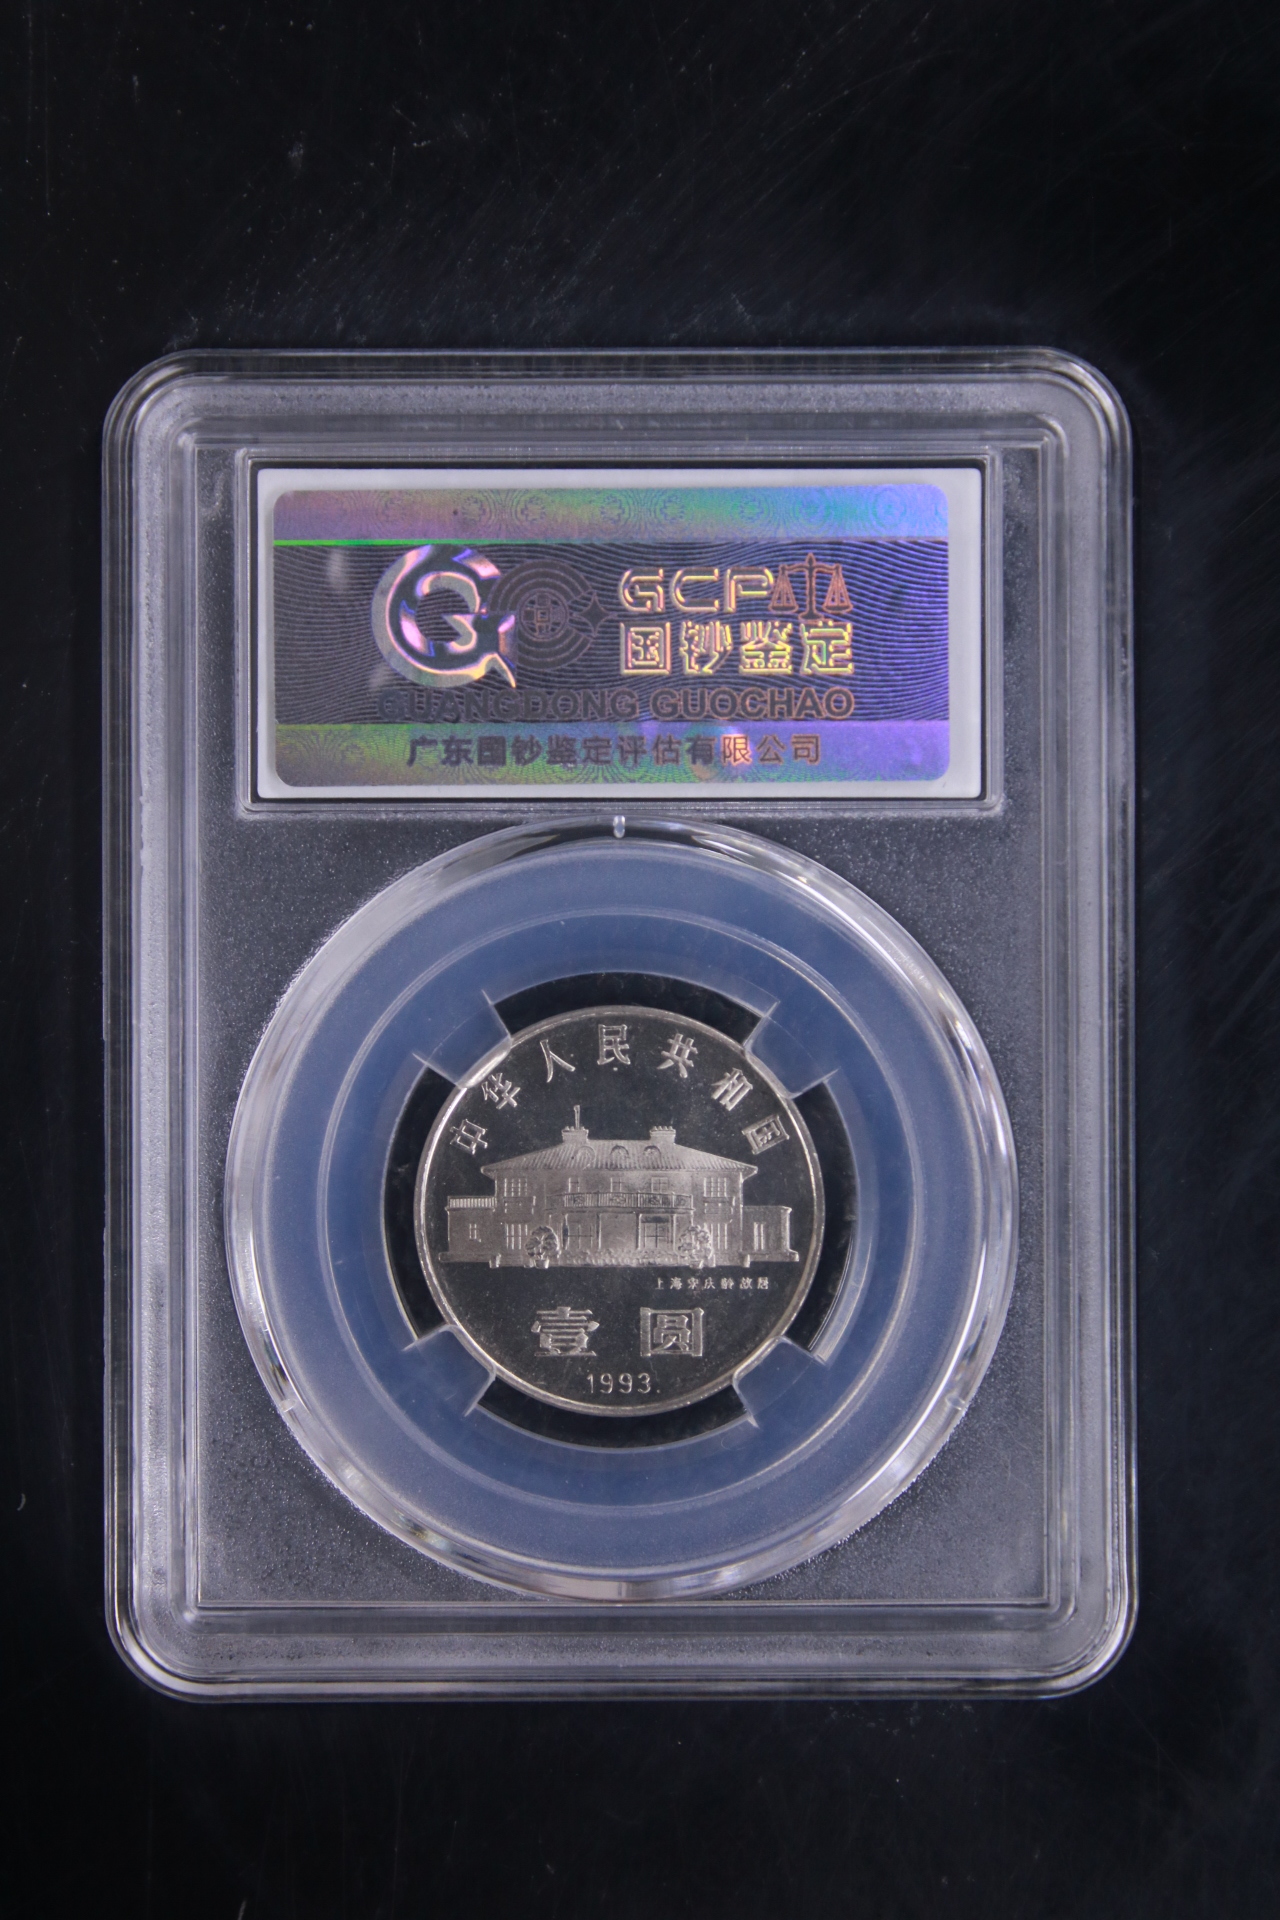 GCP
国钞鉴定
GUANGDONG GUOCHAO
广东国钞鉴定评估有限公司
中华人民共和国
上海宋庆龄故居
壹圆
1993.